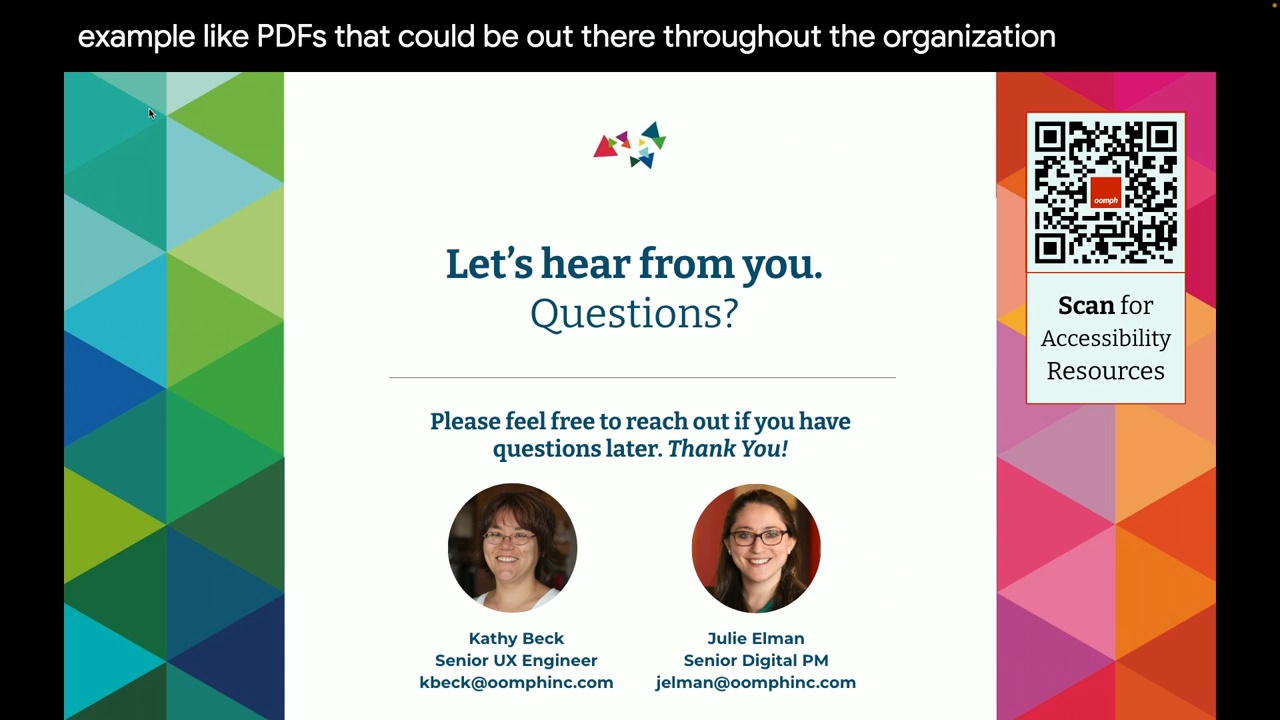 example like PDFs that could be out there throughout the organization
Let's hear from you.
Questions?
Please feel free to reach out if you have
questions later. Thank You!
Kathy Beck
Senior UX Engineer
kbeck@oomphinc.com
Julie Elman
Senior Digital PM
jelman@oomphinc.com
oomph
Scan for
Accessibility
Resources